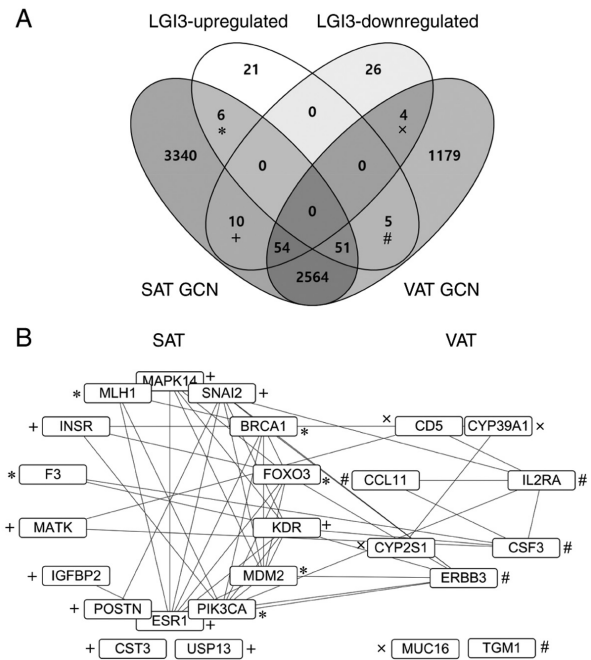 A
LGI3-upregulated LGI3-downregulated
21 26
6 0 4
* ×
3340 0 0 1179
0
10 5
+ #
54 51
2564
SAT GCN VAT GCN
B
SAT VAT
MAPK14 +
* MLH1 SNAI2 +
+ INSR BRCA1 * × CD5 CYP39A1 ×
* F3 FOXO3 * # CCL11 IL2RA #
+ MATK KDR + × CYP2S1 CSF3 #
+ IGFBP2 MDM2 * ERBB3 #
+ POSTN PIK3CA *
ESR1 +
+ CST3 USP13 + × MUC16 TGM1 #